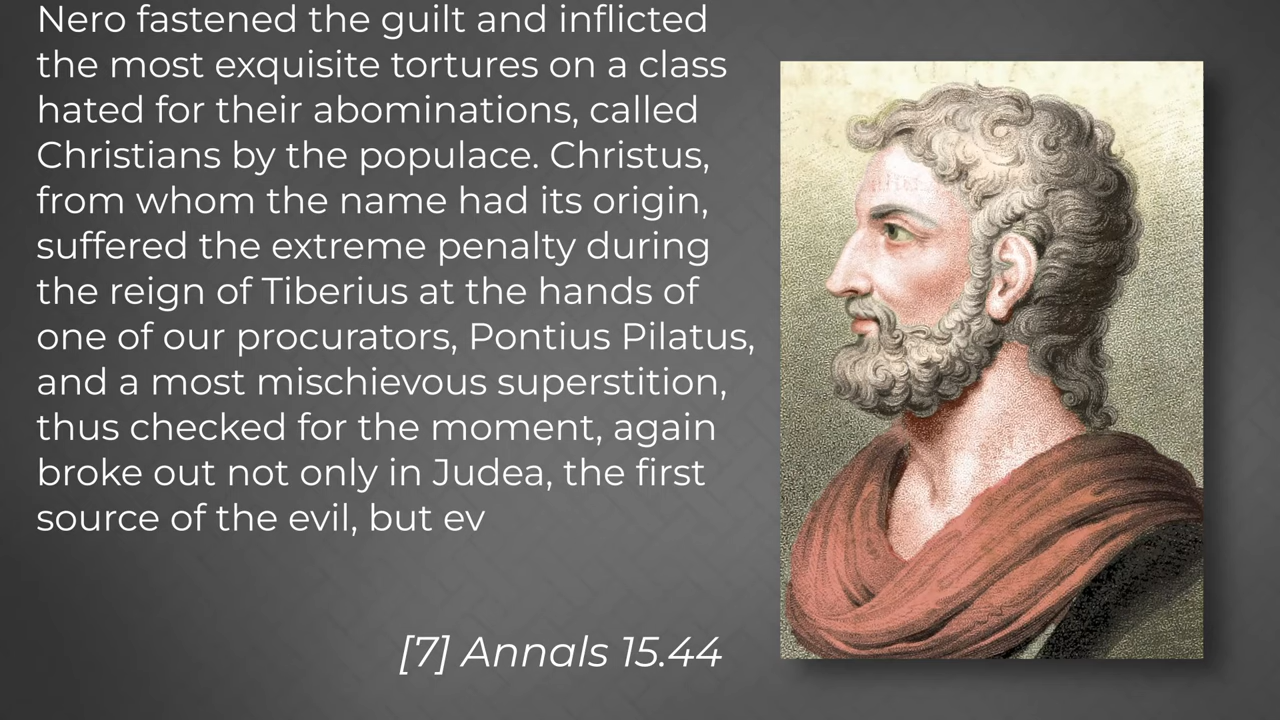 Nero fastened the guilt and inflicted
the most exquisite tortures on a class
hated for their abominations, called
Christians by the populace. Christus,
from whom the name had its origin,
suffered the extreme penalty during
the reign of Tiberius at the hands of
one of our procurators, Pontius Pilatus,
and a most mischievous superstition,
thus checked for the moment, again
broke out not only in Judea, the first
source of the evil, but ev
[7] Annals 15.44